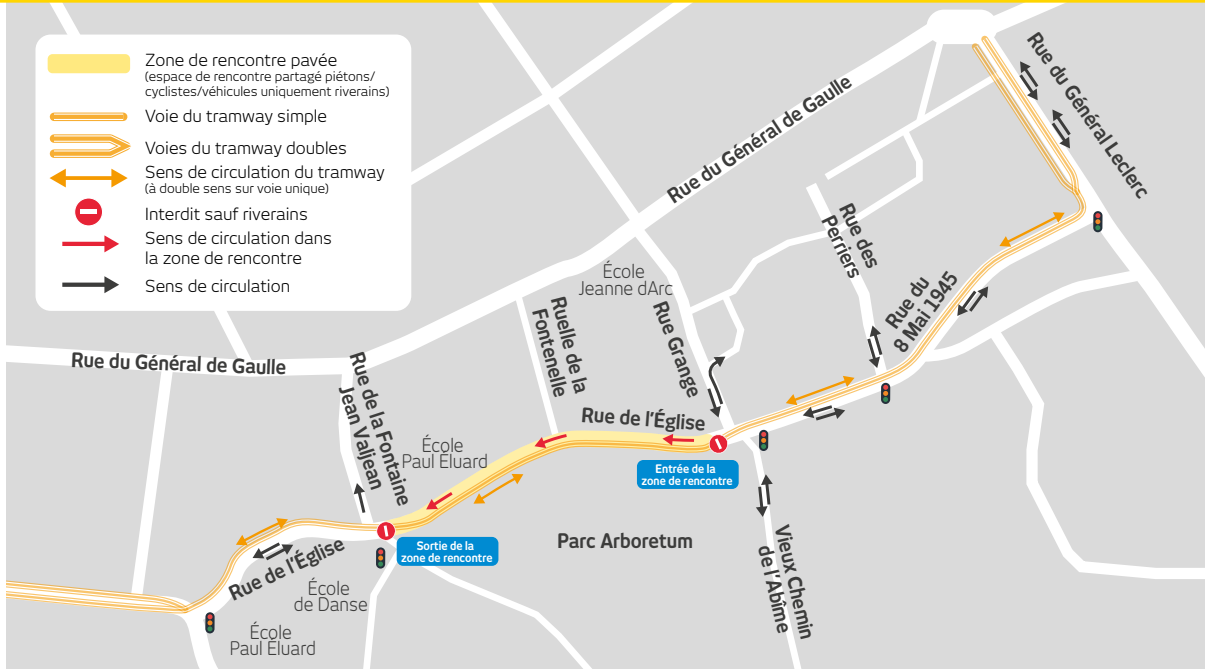 Zone de rencontre pavée
(espace de rencontre partagé piétons/
cyclistes/véhicules uniquement riverains)
Voie du tramway simple
Voies du tramway doubles
Sens de circulation du tramway
(à double sens sur voie unique)
Interdit sauf riverains
Sens de circulation dans
la zone de rencontre
Sens de circulation
Rue du Général de Gaulle
Rue du Général Leclerc
Rue des
Perriers
Rue du
8 Mai 1945
École
Jeanne dArc
Rue Grange
Ruelle de la
Fontenelle
Rue du Général de Gaulle
Rue de la Fontaine
Jean Valjean
Rue de l'Église
École
Paul Eluard
Entrée de la
zone de rencontre
Sortie de la
zone de rencontre
Parc Arboretum
Vieux Chemin
de l'Abîme
Rue de l'Église
École
de Danse
École
Paul Eluard